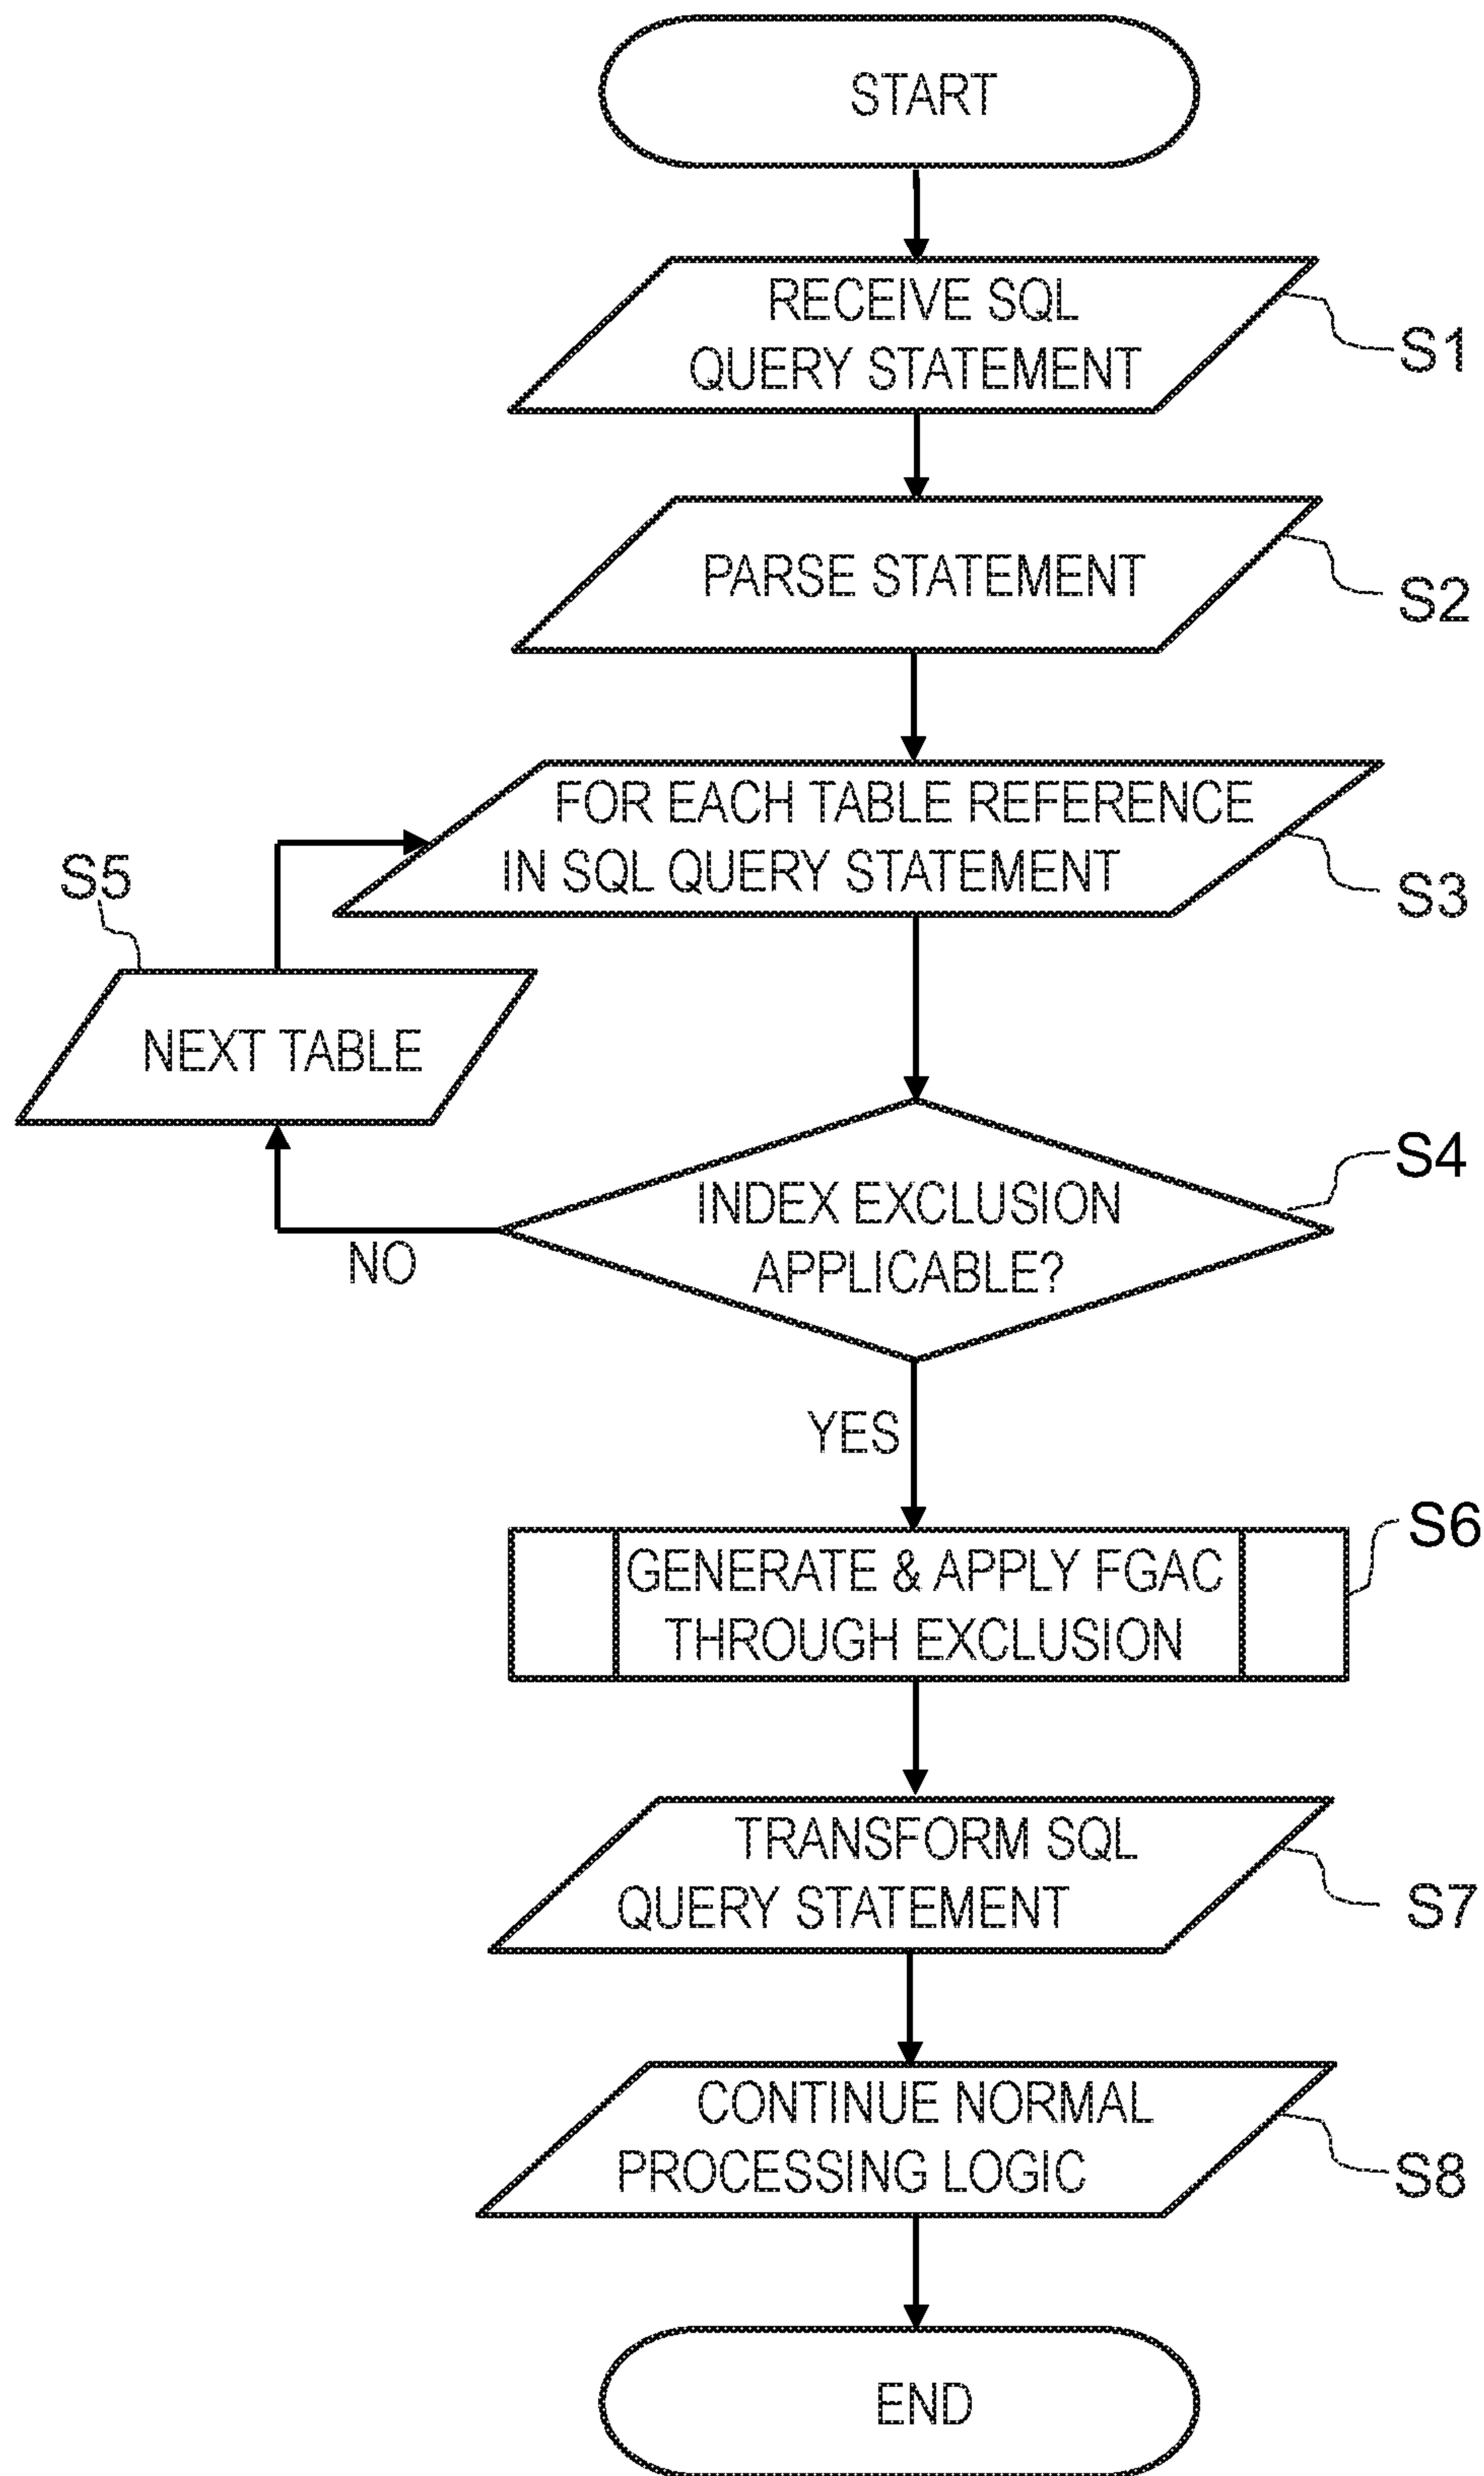 START
RECEIVE SQL
QUERY STATEMENT
S1
PARSE STATEMENT
S2
FOR EACH TABLE REFERENCE
IN SQL QUERY STATEMENT
S3
S5
NEXT TABLE
INDEX EXCLUSION
APPLICABLE?
S4
NO
YES
GENERATE & APPLY FGAC
THROUGH EXCLUSION
S6
TRANSFORM SQL
QUERY STATEMENT
S7
CONTINUE NORMAL
PROCESSING LOGIC
S8
END